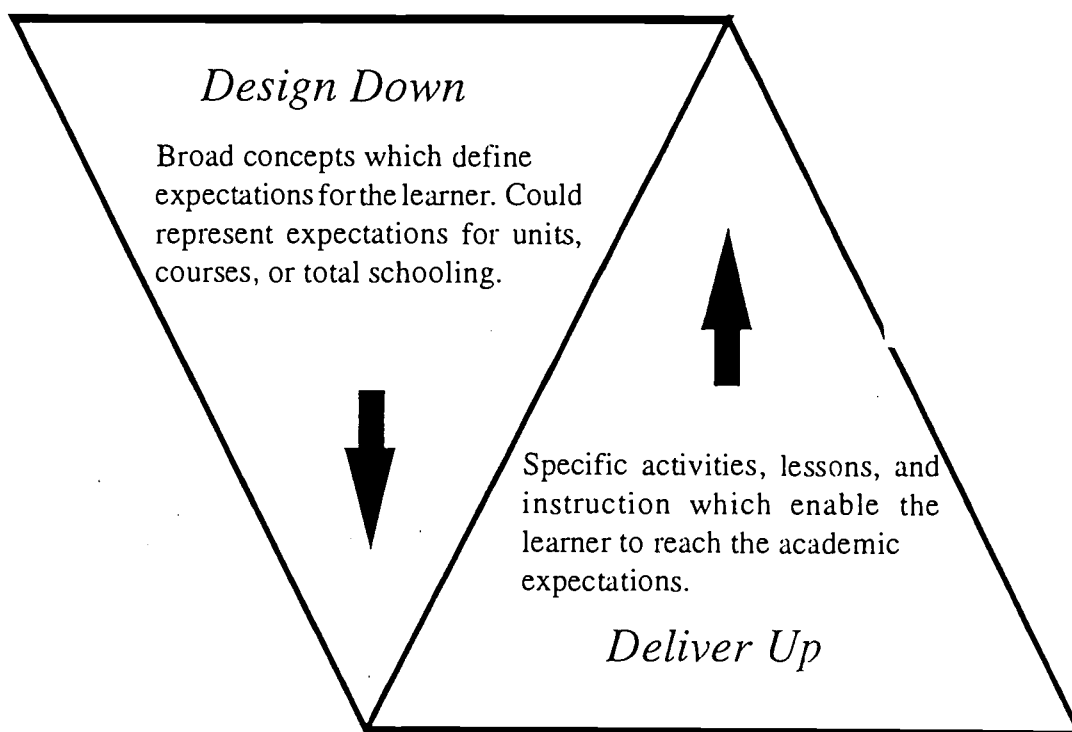 Design Down
Broad concepts which define
expectations for the learner. Could
represent expectations for units,
courses, or total schooling.
Specific activities, lessons, and
instruction which enable the
learner to reach the academic
expectations.
Deliver Up